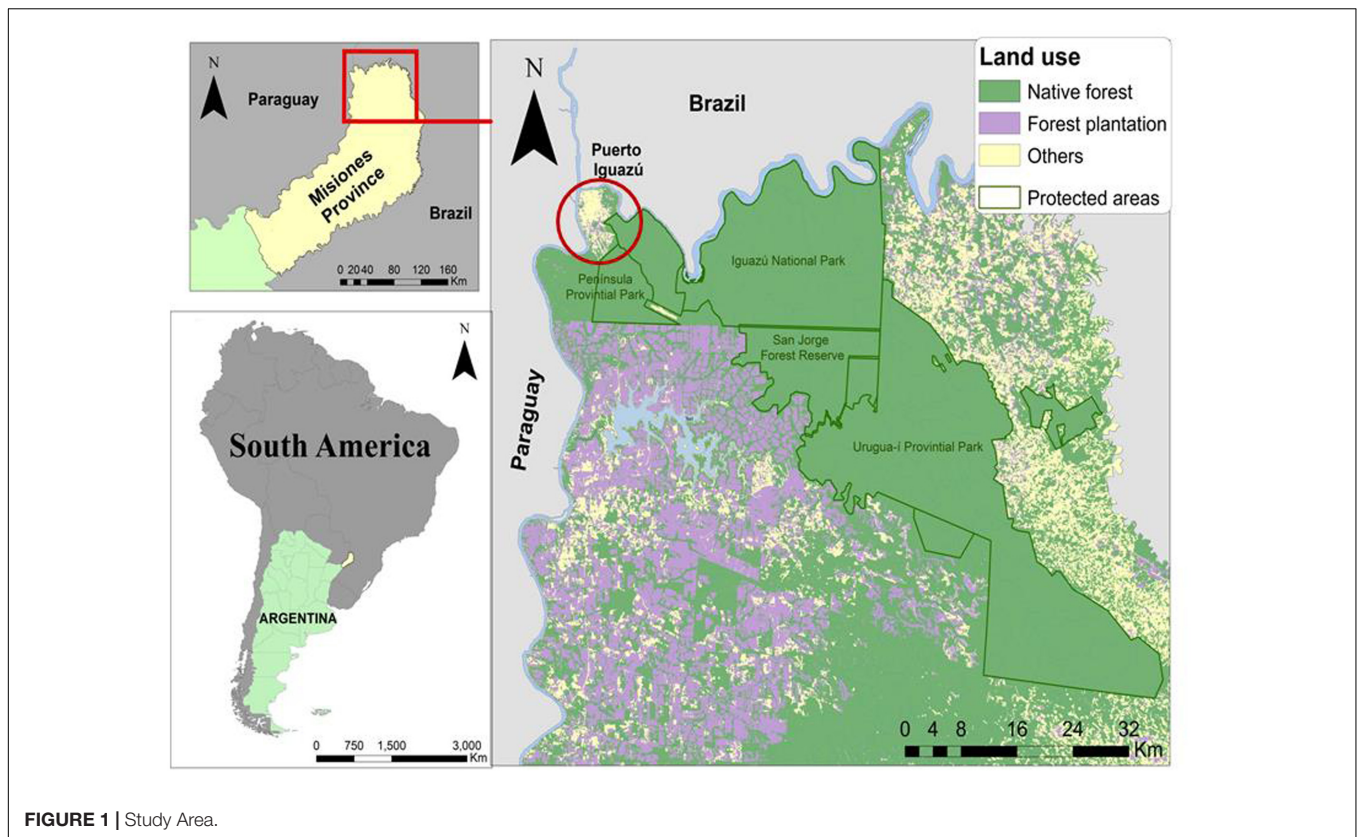 N
Paraguay
Misiones
Province
Brazil
0 20 40 80 120 160
Km
N
South America
ARGENTINA
0 750 1,500 3,000
Km
N
Brazil
Puerto
Iguazú
Land use
Native forest
Forest plantation
Others
Protected areas
Iguazú National Park
Península
Provintial Park
San Jorge
Forest Reserve
Paraguay
Urugua-í Provintial Park
0 4 8 16 24 32
Km
FIGURE 1 | Study Area.